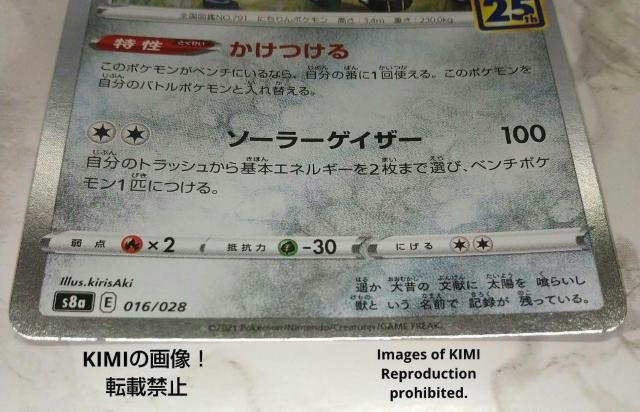 25th
全国図鑑NO.791 にちりんポケモン 高さ:3.4m 重さ:230.0kg
特性 とくせい かけつける
このポケモンがベンチにいるなら、自分の番に1回使える。このポケモンを
自分のバトルポケモンと入れ替える。
ソーラーゲイザー 100
自分のトラッシュから基本エネルギーを2枚まで選び、ベンチポケ
モン1匹につける。
弱点 ×2 抵抗力 -30 にげる
Illus.kirisAki
s8a E 016/028
遥か 大昔の 文献に 太陽を 喰らいし
獣と いう 名前で 記録が 残っている。
©2021 Pokémon/Nintendo/Creatures/GAME FREAK.
KIMIの画像！
転載禁止
Images of KIMI
Reproduction
prohibited.